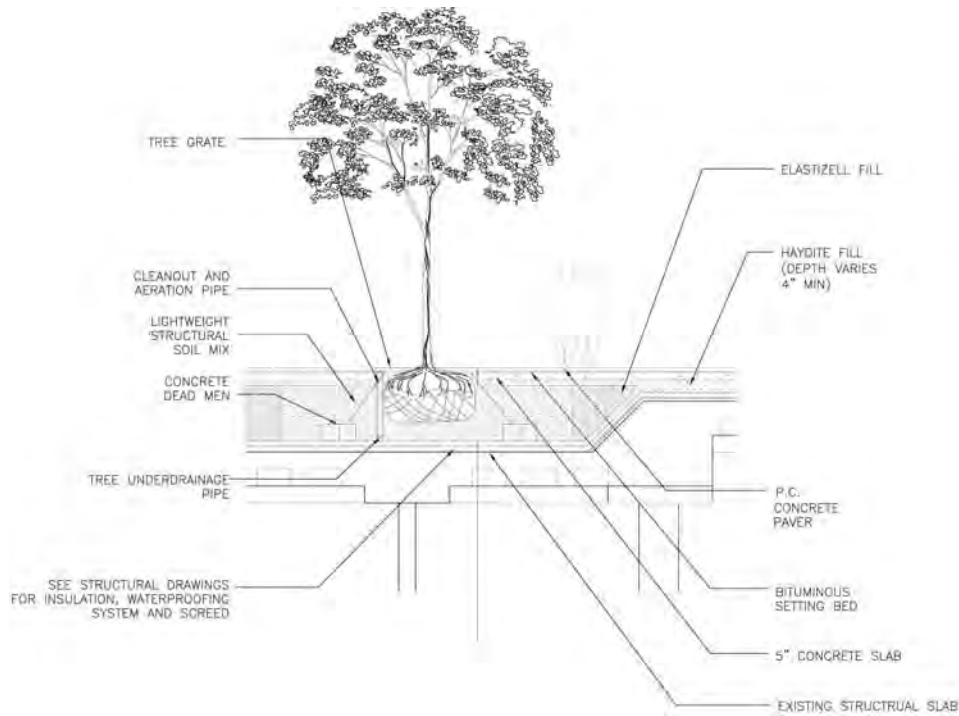 TREE GRATE
CLEANOUT AND
AERATION PIPE
LIGHTWEIGHT
STRUCTURAL
SOIL MIX
CONCRETE
DEAD MEN
TREE UNDERDRAINAGE
PIPE
SEE STRUCTURAL DRAWINGS
FOR INSULATION, WATERPROOFING
SYSTEM AND SCREED
ELASTIZELL FILL
HAYDITE FILL
(DEPTH VARIES
4" MIN)
P.C.
CONCRETE
PAVER
BITUMINOUS
SETTING BED
5" CONCRETE SLAB
EXISTING STRUCTRUAL SLAB